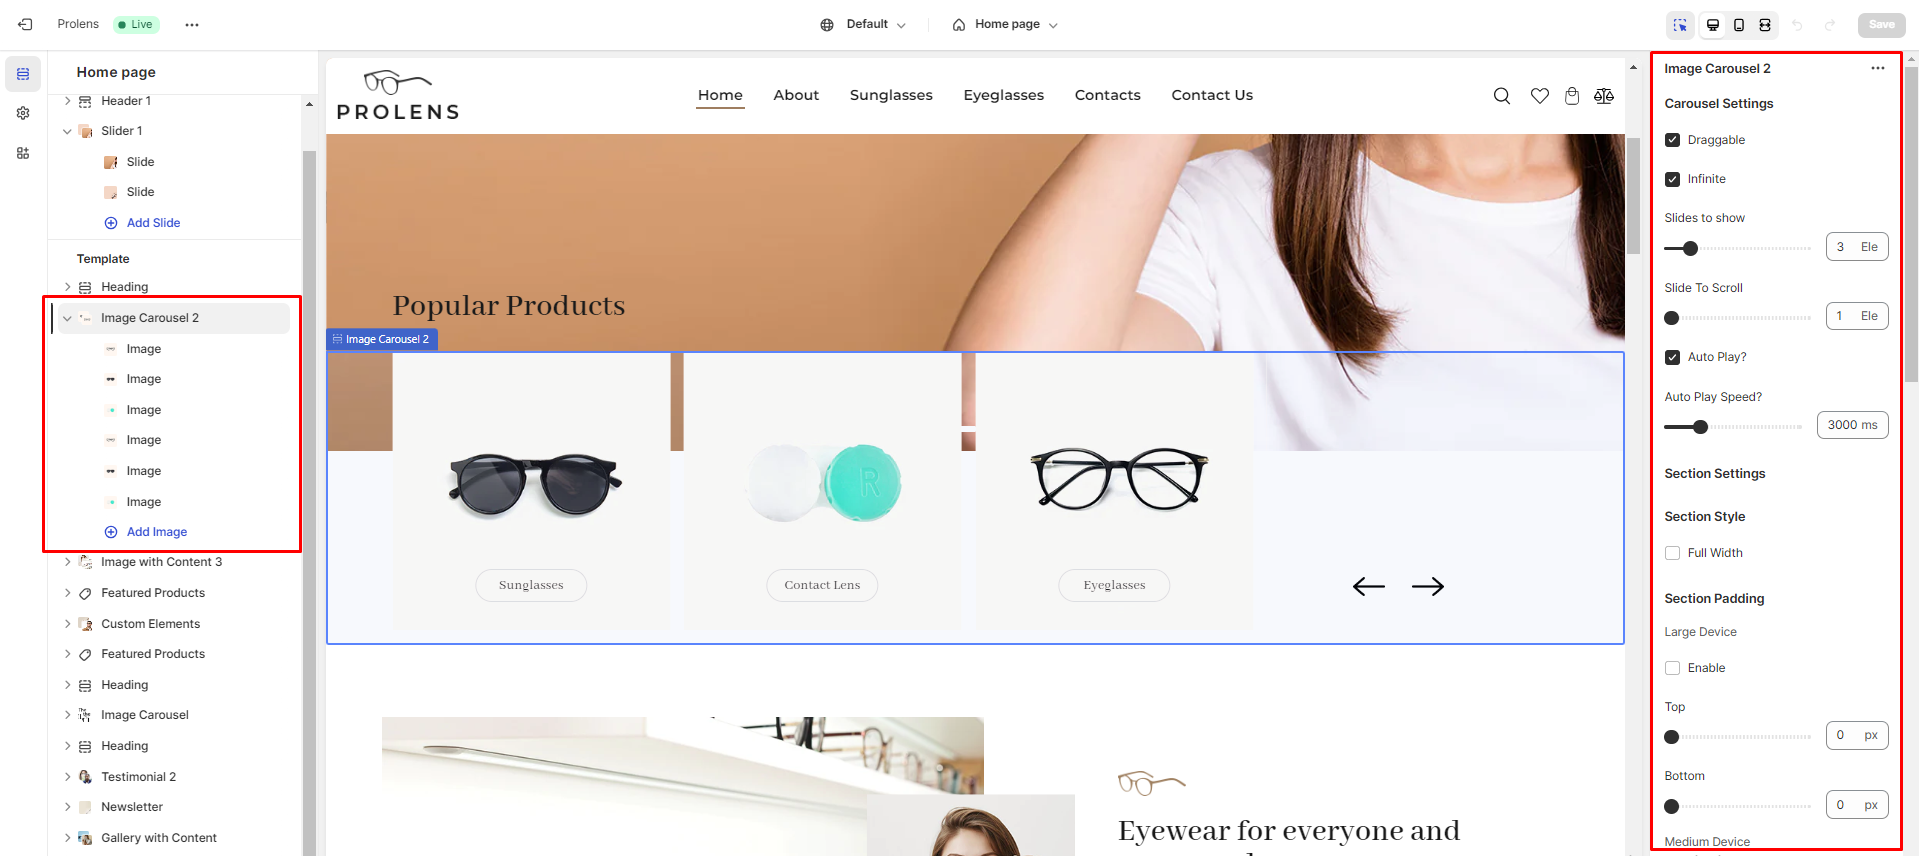 Prolens
Live
Default
Home page
Save
Home page
Header 1
Slider 1
Slide
Slide
Add Slide
Template
Heading
Image Carousel 2
Image
Image
Image
Image
Image
Image
Add Image
Image with Content 3
Featured Products
Custom Elements
Featured Products
Heading
Image Carousel
Heading
Testimonial 2
Newsletter
Gallery with Content
PROLENS
Home About Sunglasses Eyeglasses Contacts Contact Us
Popular Products
Image Carousel 2
R
Sunglasses
Contact Lens
Eyeglasses
Eyewear for everyone and
Image Carousel 2
Carousel Settings
Draggable
Infinite
Slides to show
3 Ele
Slide To Scroll
1 Ele
Auto Play?
Auto Play Speed?
3000 ms
Section Settings
Section Style
Full Width
Section Padding
Large Device
Enable
Top
0 px
Bottom
0 px
Medium Device